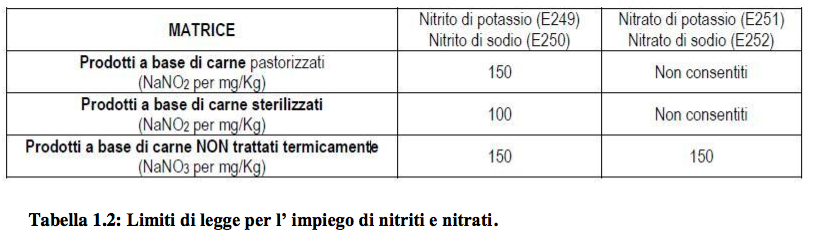 MATRICE
Nitrito di potassio (E249)
Nitrito di sodio (E250)
Nitrato di potassio (E251)
Nitrato di sodio (E252)
Prodotti a base di carne pastorizzati
(NaNO2 per mg/Kg)
150
Non consentiti
Prodotti a base di carne sterilizzati
(NaNO2 per mg/Kg)
100
Non consentiti
Prodotti a base di carne NON trattati termicamente
(NaNO3 per mg/Kg)
150
150
Tabella 1.2: Limiti di legge per l’ impiego di nitriti e nitrati.